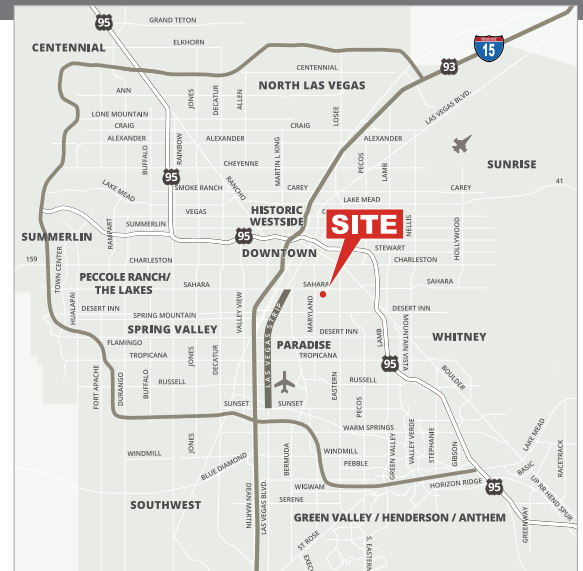 95
GRAND TETON
ELKHORN
CENTENNIAL
15
CENTENNIAL
93
NORTH LAS VEGAS
ANN
JONES
DECATUR
ALLEN
LOSEE
LAS VEGAS BLVD.
LONE MOUNTAIN
CRAIG
CRAIG
ALEXANDER
ALEXANDER
ALEXANDER
BUFFALO
RAINBOW
CHEYENNE
MARTIN L KING
PECOS
LAMB
SUNRISE
LAKE MEAD
95
SMOKE RANCH
RANCHO
CAREY
CAREY
41
LAKE MEAD
VEGAS
HISTORIC
WESTSIDE
SITE
NELLIS
HOLLYWOOD
SUMMERLIN
RAMPART
SUMMERLIN
95
DOWNTOWN
STEWART
159
TOWN CENTER
CHARLESTON
CHARLESTON
PECCOLE RANCH/
THE LAKES
SAHARA
SAHARA
SAHARA
HUALAPAI
DESERT INN
SPRING MOUNTAIN
VALLEY VIEW
LAS VEGAS STRIP
MARYLAND
DESERT INN
DESERT INN
SPRING VALLEY
FLAMINGO
PARADISE
LAMB
MOUNTAIN VISTA
WHITNEY
TROPICANA
TROPICANA
FORT APACHE
DURANGO
BUFFALO
RUSSELL
JONES
DECATUR
EASTERN
RUSSELL
95
BOULDER
SUNSET
SUNSET
PECOS
WARM SPRINGS
GREEN VALLEY
VALLEY VERDE
STEPHANIE
GIBSON
LAKE MEAD
RACETRACK
WINDMILL
JONES
BLUE DIAMOND
BERMUDA
WINDMILL
PEBBLE
BASIC
HORIZON RIDGE
95
UP RR HEND SPUR
DEAN MARTIN
LAS VEGAS BLVD.
WIGWAM
SERENE
SOUTHWEST
GREEN VALLEY / HENDERSON / ANTHEM
GREENWAY
ST ROSE
S. EASTERN